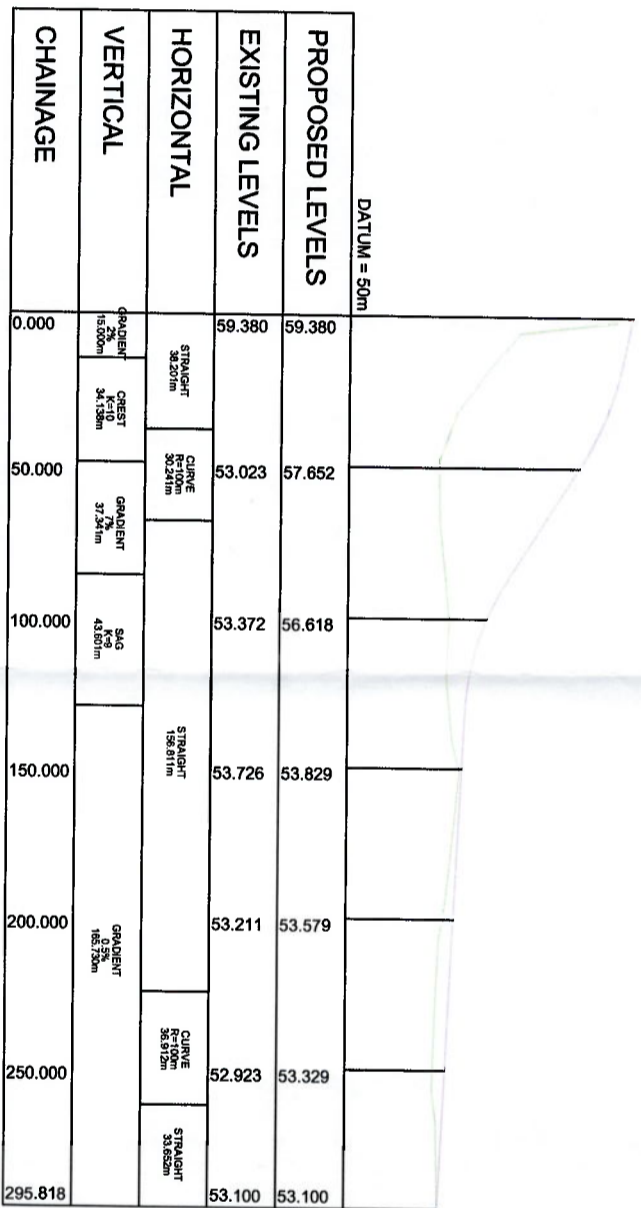 DATUM = 50m
PROPOSED LEVELS
59.380
57.652
56.618
53.829
53.579
53.329
53.100
EXISTING LEVELS
59.380
53.023
53.372
53.726
53.211
52.923
53.100
HORIZONTAL
STRAIGHT
38.201m
CURVE
R=100m
30.241m
STRAIGHT
156.811m
CURVE
R=100m
36.912m
STRAIGHT
33.652m
VERTICAL
GRADIENT
2%
15.000m
CREST
K=10
34.138m
GRADIENT
7%
37.341m
SAG
K=9
43.601m
GRADIENT
0.5%
165.730m
CHAINAGE
0.000
50.000
100.000
150.000
200.000
250.000
295.818